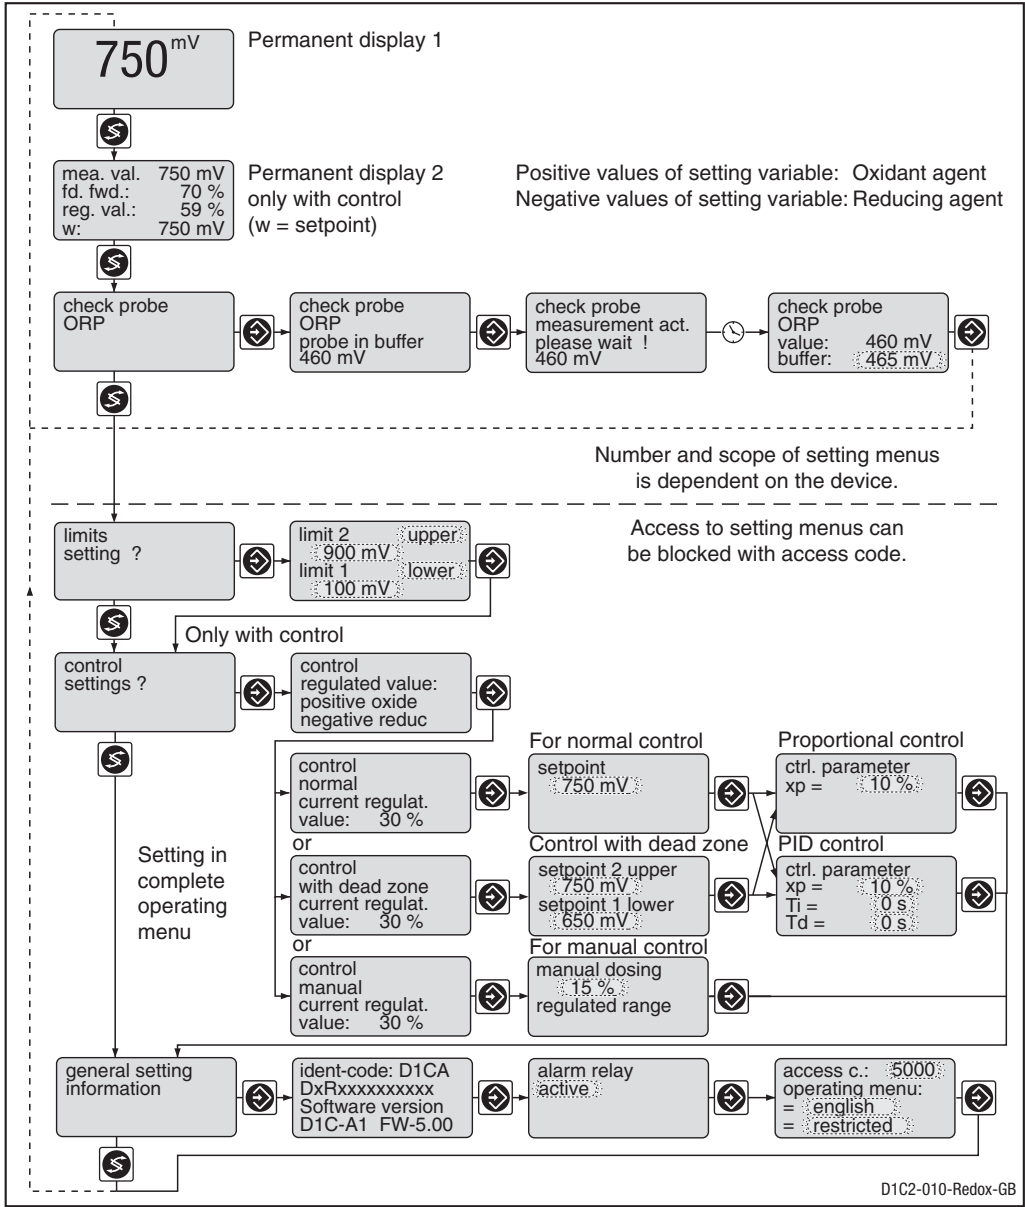 750 mV
Permanent display 1
mea. val. 750 mV
fd. fwd.: 70 %
reg. val.: 59 %
w: 750 mV
Permanent display 2
only with control
(w = setpoint)
Positive values of setting variable: Oxidant agent
Negative values of setting variable: Reducing agent
check probe
ORP
check probe
ORP
probe in buffer
460 mV
check probe
measurement act.
please wait !
460 mV
check probe
ORP
value: 460 mV
buffer: 465 mV
Number and scope of setting menus
is dependent on the device.
Access to setting menus can
be blocked with access code.
limits
setting ?
limit 2 upper
900 mV
limit 1 lower
100 mV
Only with control
control
settings ?
control
regulated value:
positive oxide
negative reduc
Setting in
complete
operating
menu
control
normal
current regulat.
value: 30 %
For normal control
setpoint
750 mV
Proportional control
ctrl. parameter
xp = 10 %
or
control
with dead zone
current regulat.
value: 30 %
Control with dead zone
setpoint 2 upper
750 mV
setpoint 1 lower
650 mV
PID control
ctrl. parameter
xp = 10 %
Ti = 0 s
Td = 0 s
or
control
manual
current regulat.
value: 30 %
For manual control
manual dosing
15 %
regulated range
general setting
information
ident-code: D1CA
DxRxxxxxxxxxx
Software version
D1C-A1 FW-5.00
alarm relay
active
access c.: 5000
operating menu:
= english
= restricted
D1C2-010-Redox-GB